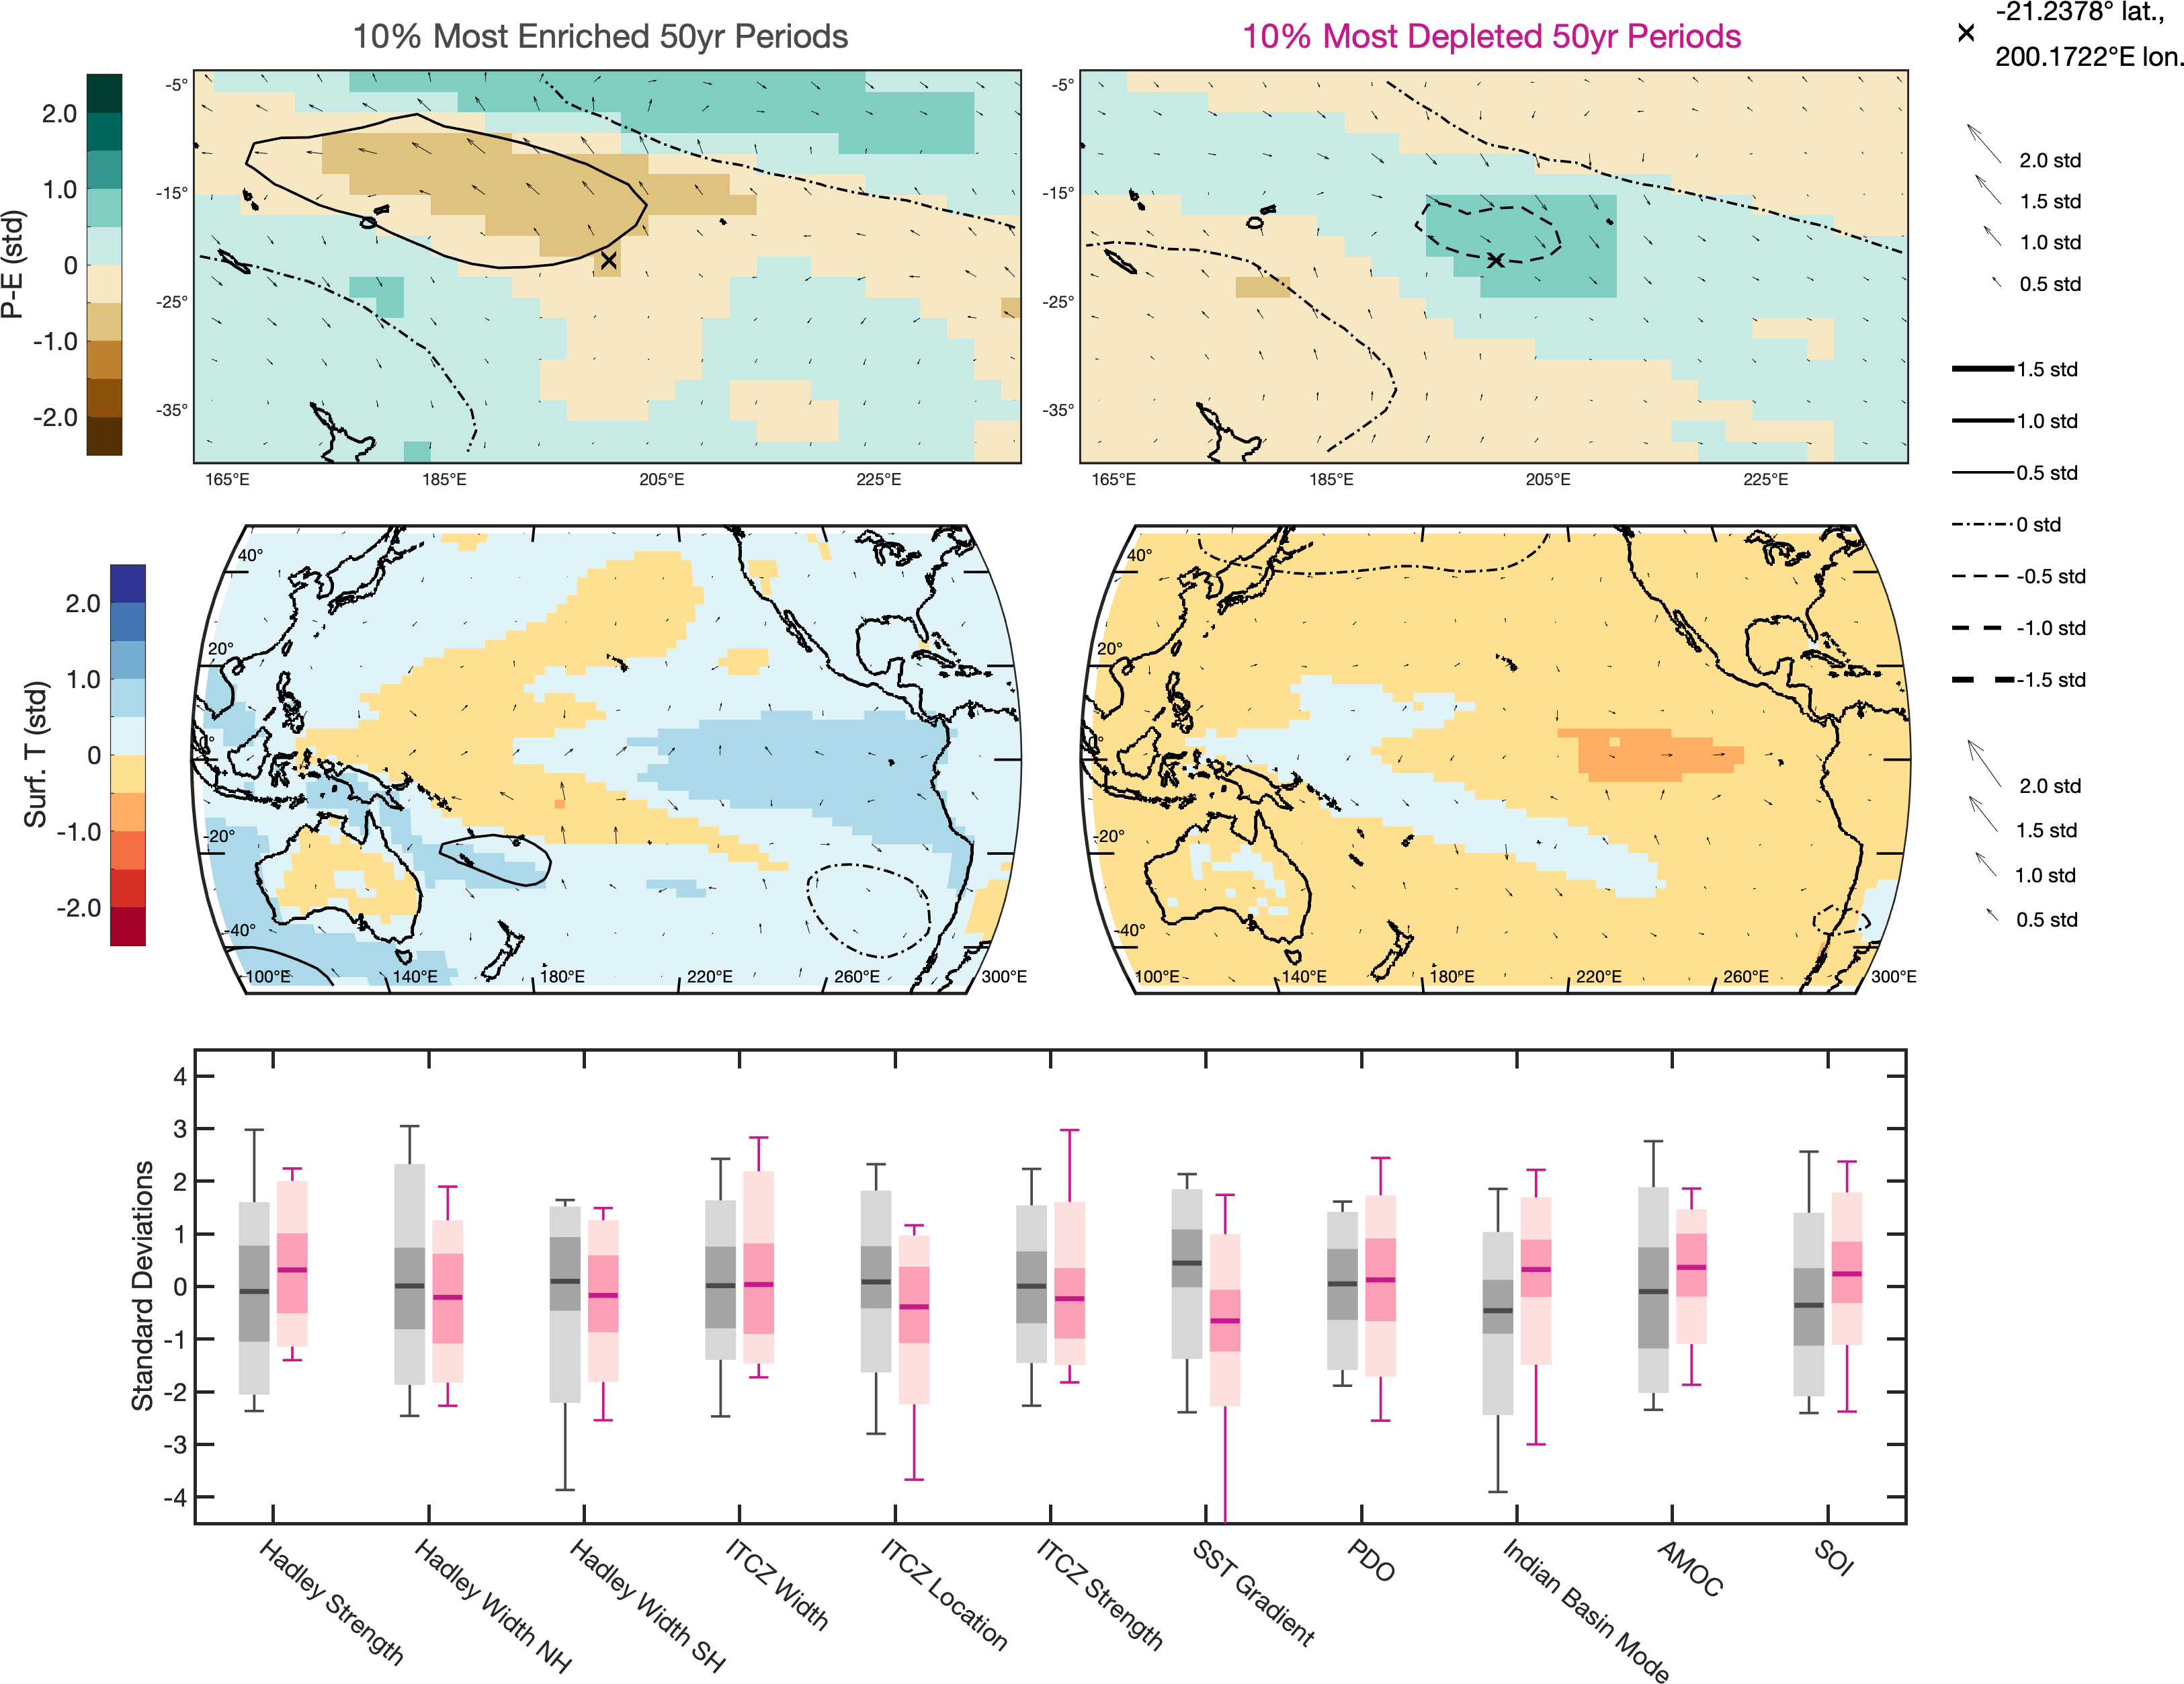 10% Most Enriched 50yr Periods
10% Most Depleted 50yr Periods
-21.2378° lat.,
200.1722°E lon.
P-E (std)
2.0
1.0
0
-1.0
-2.0
-5°
-15°
-25°
-35°
165°E
185°E
205°E
225°E
-5°
-15°
-25°
-35°
165°E
185°E
205°E
225°E
2.0 std
1.5 std
1.0 std
0.5 std
1.5 std
1.0 std
0.5 std
0 std
-0.5 std
-1.0 std
-1.5 std
Surf. T (std)
2.0
1.0
0
-1.0
-2.0
40°
20°
0°
-20°
-40°
100°E
140°E
180°E
220°E
260°E
300°E
40°
20°
0°
-20°
-40°
100°E
140°E
180°E
220°E
260°E
300°E
2.0 std
1.5 std
1.0 std
0.5 std
Standard Deviations
4
3
2
1
0
-1
-2
-3
-4
Hadley Strength
Hadley Width NH
Hadley Width SH
ITCZ Width
ITCZ Location
ITCZ Strength
SST Gradient
PDO
Indian Basin Mode
AMOC
SOI